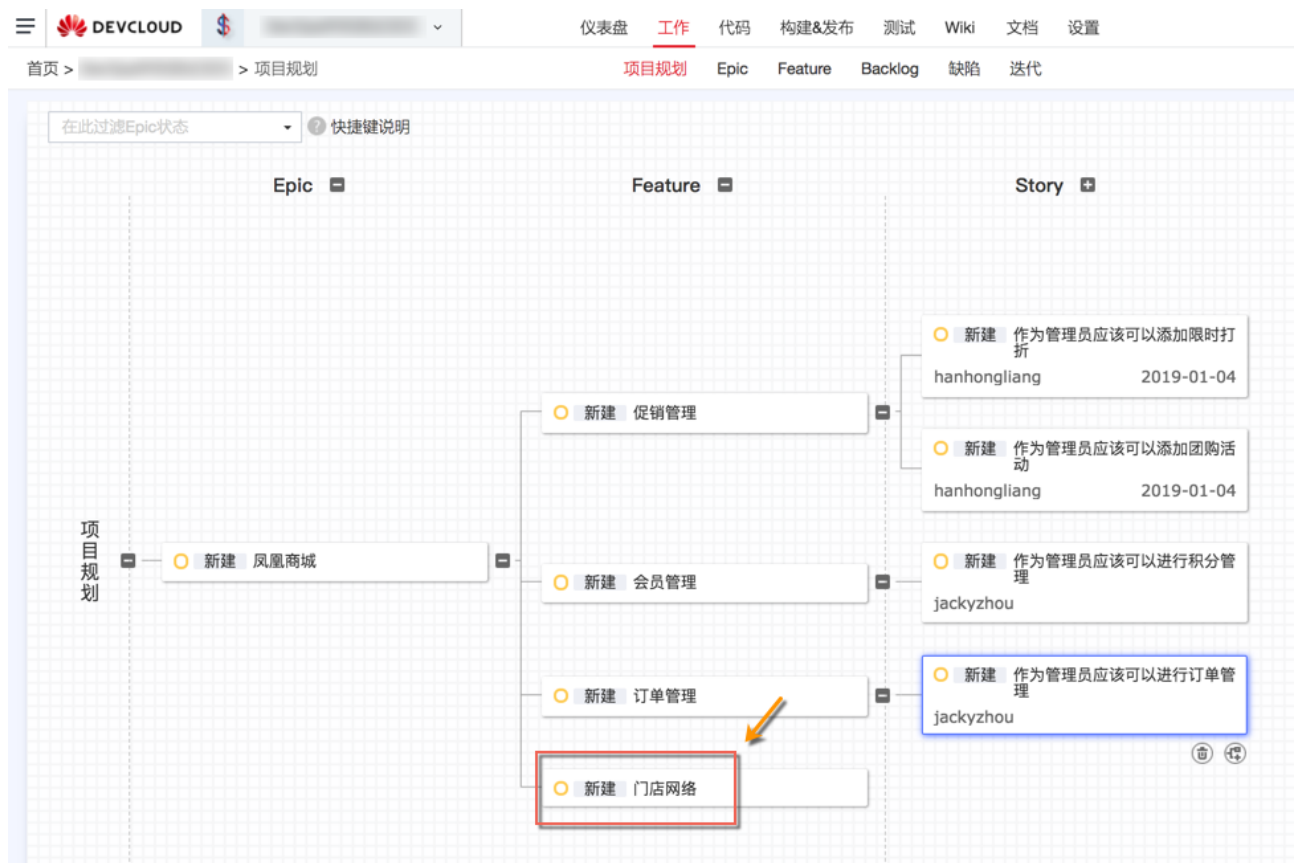 DEVCLOUD
仪表盘 工作 代码 构建&发布 测试 Wiki 文档 设置
首页 > > 项目规划
项目规划 Epic Feature Backlog 缺陷 迭代
在此过滤Epic状态
快捷键说明
Epic
Feature
Story
新建 作为管理员应该可以添加限时打
折
hanhongliang 2019-01-04
新建 促销管理
新建 作为管理员应该可以添加团购活
动
hanhongliang 2019-01-04
项
目
规
划
新建 凤凰商城
新建 会员管理
新建 作为管理员应该可以进行积分管
理
jackyzhou
新建 订单管理
新建 作为管理员应该可以进行订单管
理
jackyzhou
新建 门店网络